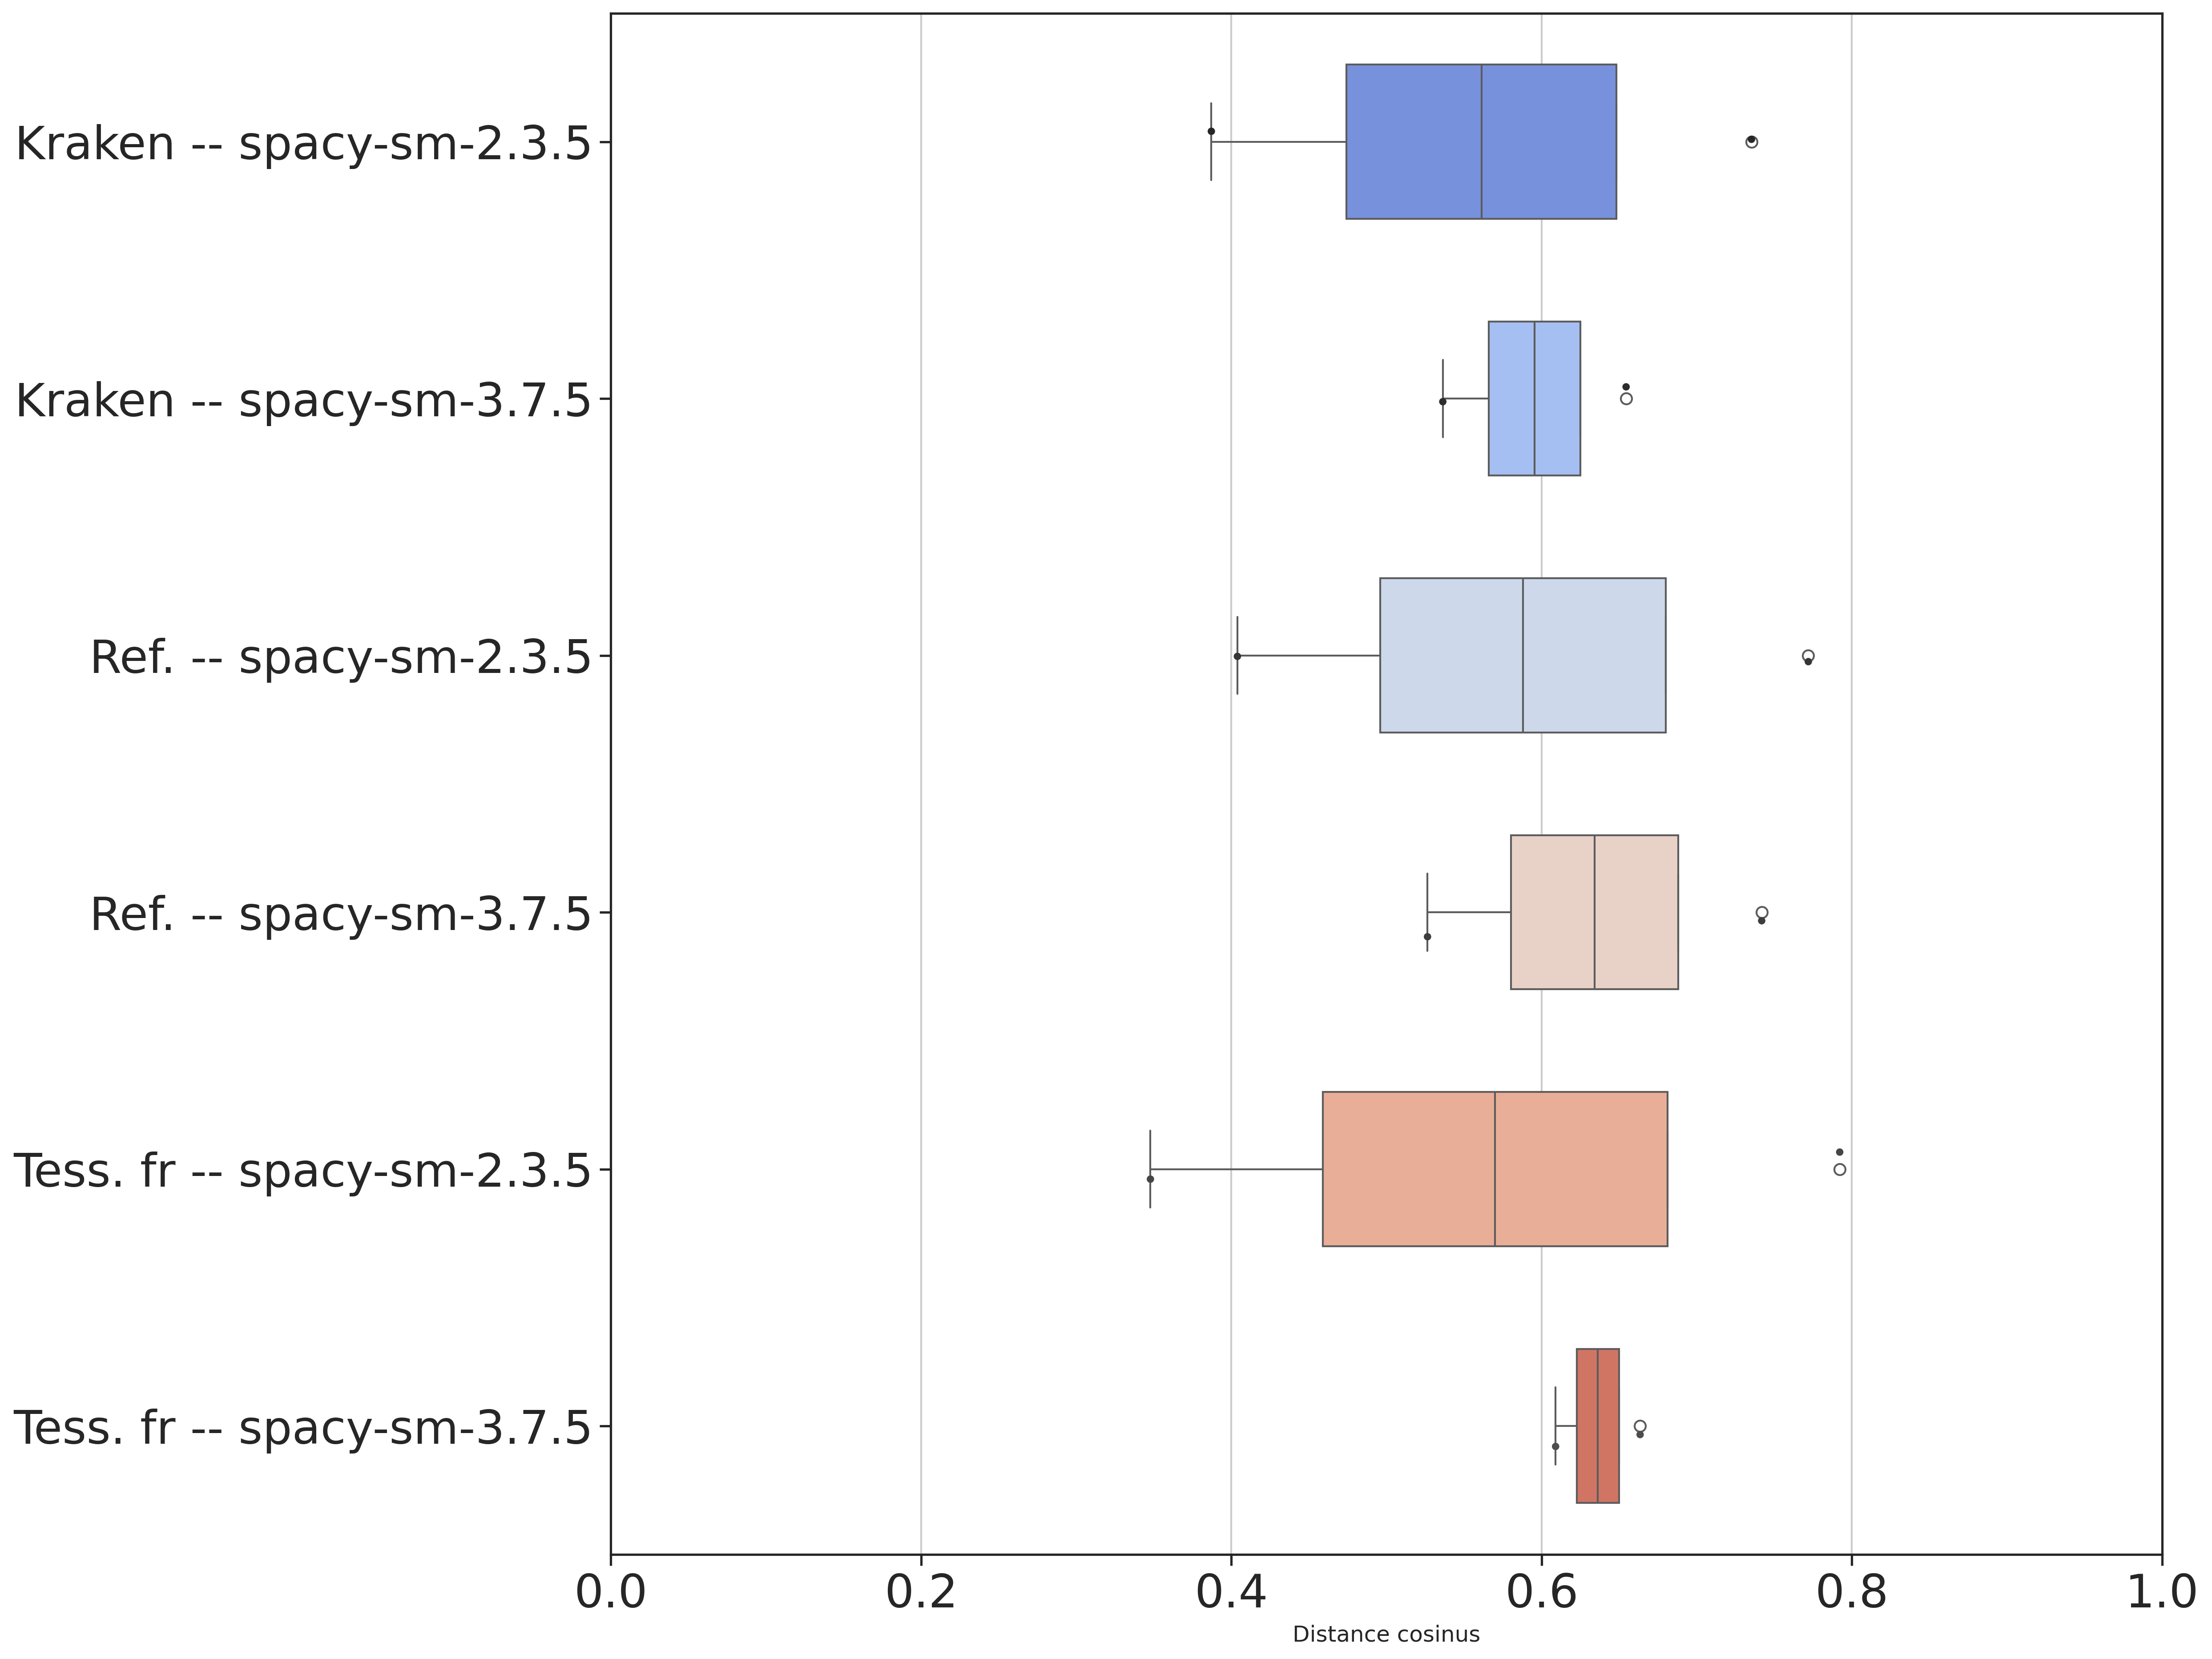 Kraken -- spacy-sm-2.3.5
Kraken -- spacy-sm-3.7.5
Ref. -- spacy-sm-2.3.5
Ref. -- spacy-sm-3.7.5
Tess. fr -- spacy-sm-2.3.5
Tess. fr -- spacy-sm-3.7.5
0.0 0.2 0.4 0.6 0.8 1.0
Distance cosinus